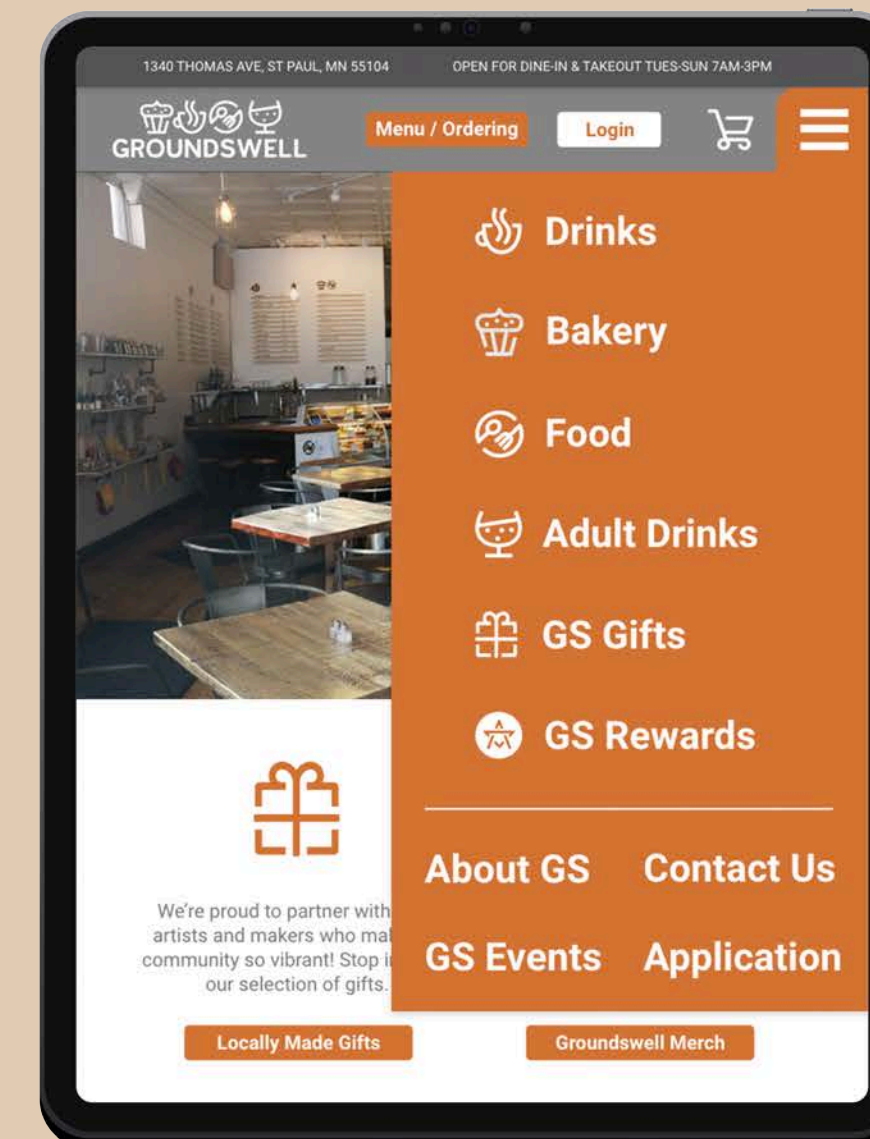 1340 THOMAS AVE, ST PAUL, MN 55104
OPEN FOR DINE-IN & TAKEOUT TUES-SUN 7AM-3PM
GROUNDSWELL
Menu / Ordering
Login
Drinks
Bakery
Food
Adult Drinks
GS Gifts
GS Rewards
About GS
Contact Us
GS Events
Application
We're proud to partner with
artists and makers who
community so vibrant! Stop
our selection of gifts.
Locally Made Gifts
Groundswell Merch